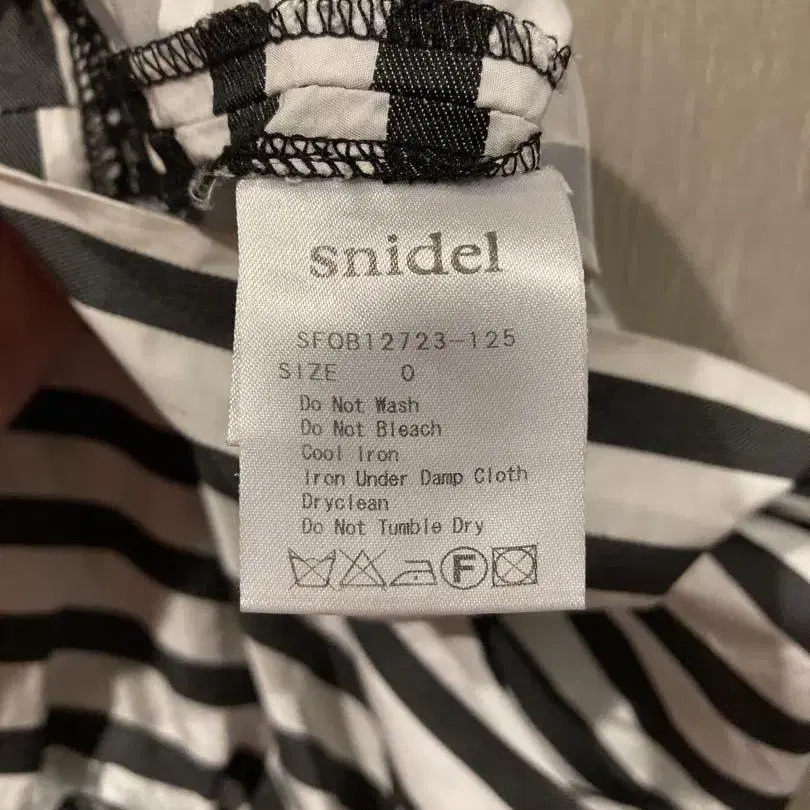 snidel
SFOB12723-125
SIZE 0
Do Not Wash
Do Not Bleach
Cool Iron
Iron Under Damp Cloth
Dryclean
Do Not Tumble Dry
F